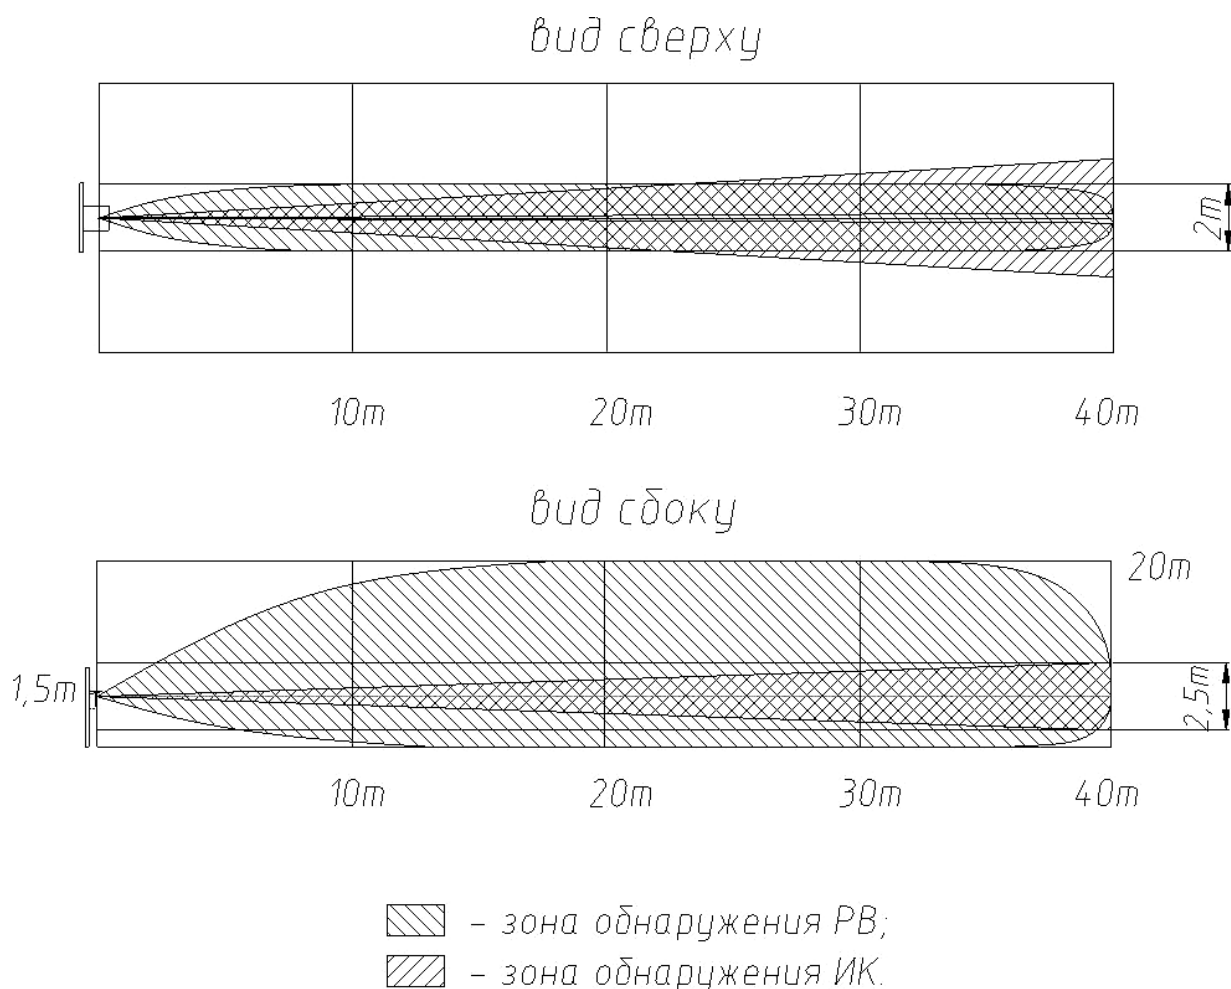 вид сверху
2m
10m 20m 30m 40m
вид сбоку
20m
1,5m
2,5m
10m 20m 30m 40m
– зона обнаружения РВ;
– зона обнаружения ИК.